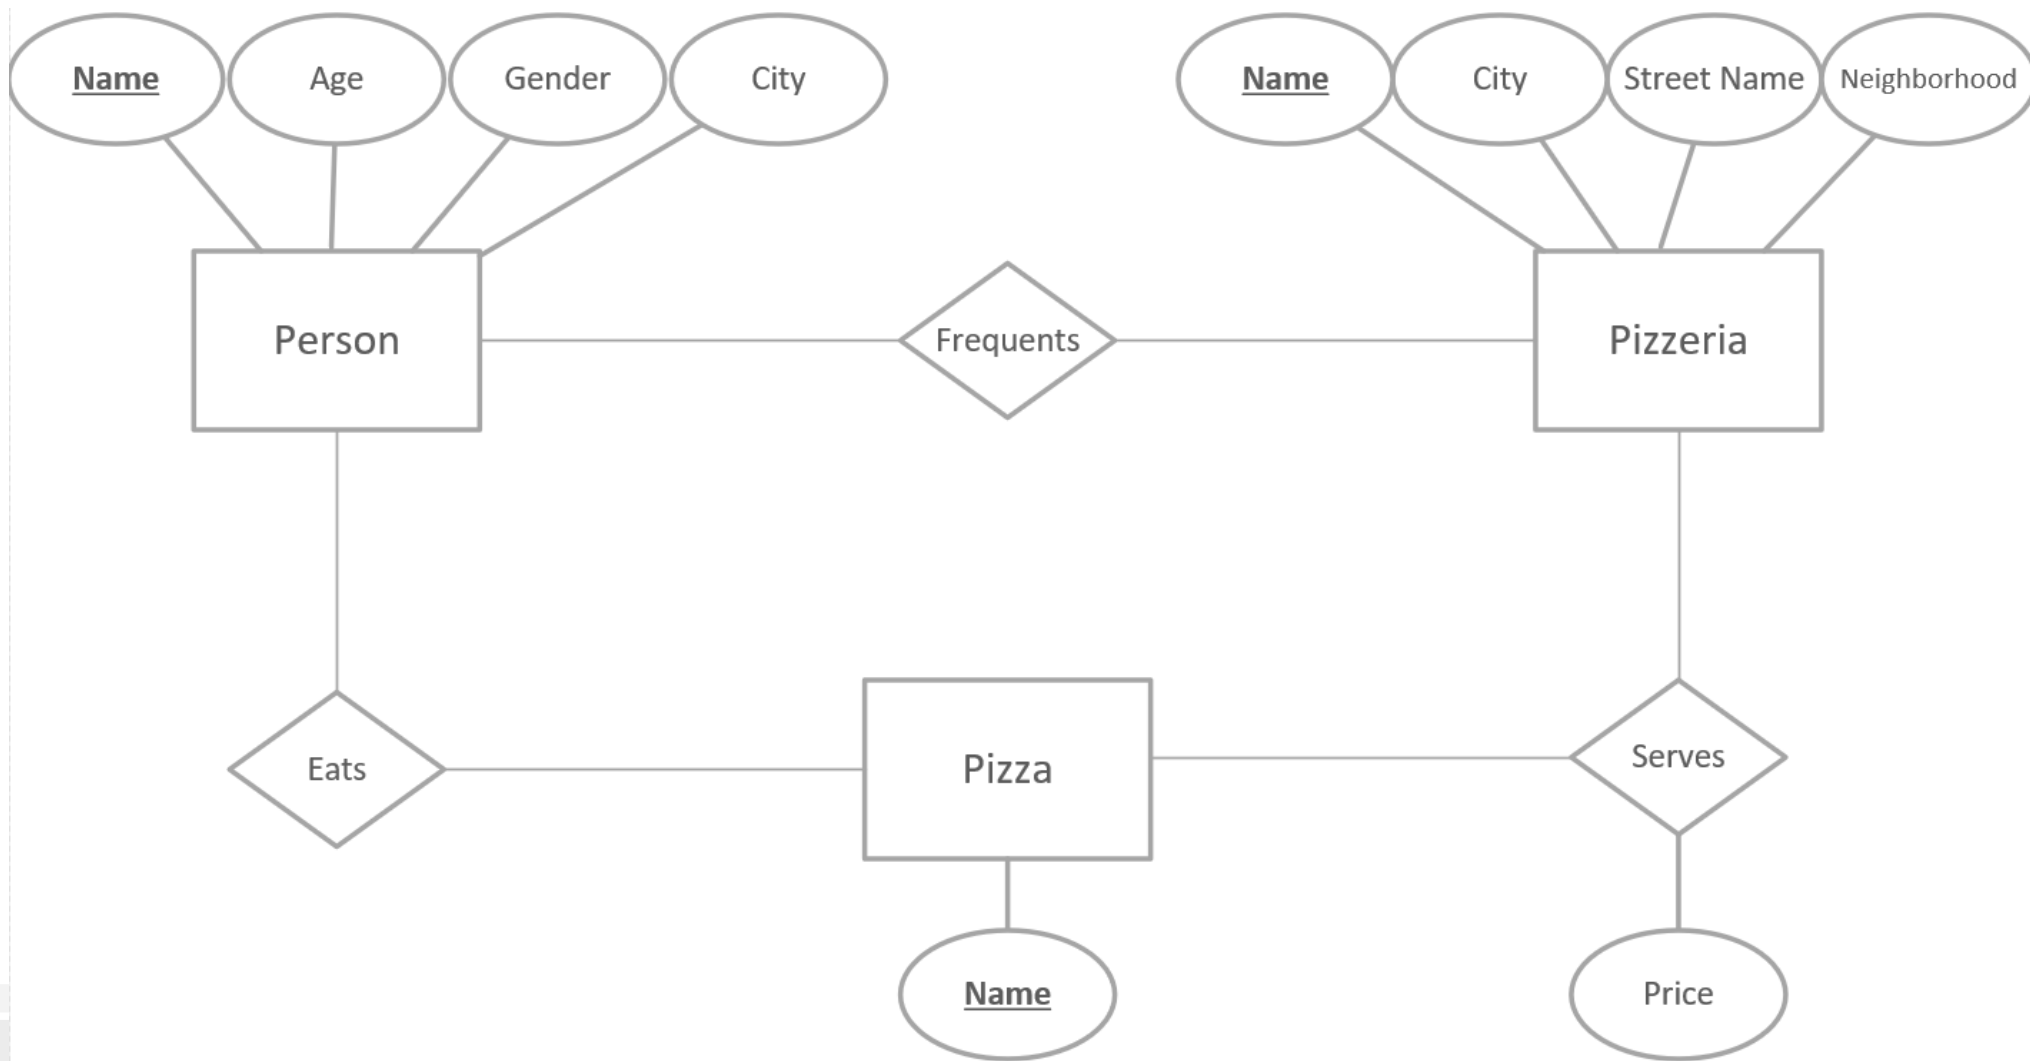 Name
Age
Gender
City
Name
City
Street Name
Neighborhood
Person
Frequents
Pizzeria
Eats
Pizza
Serves
Name
Price